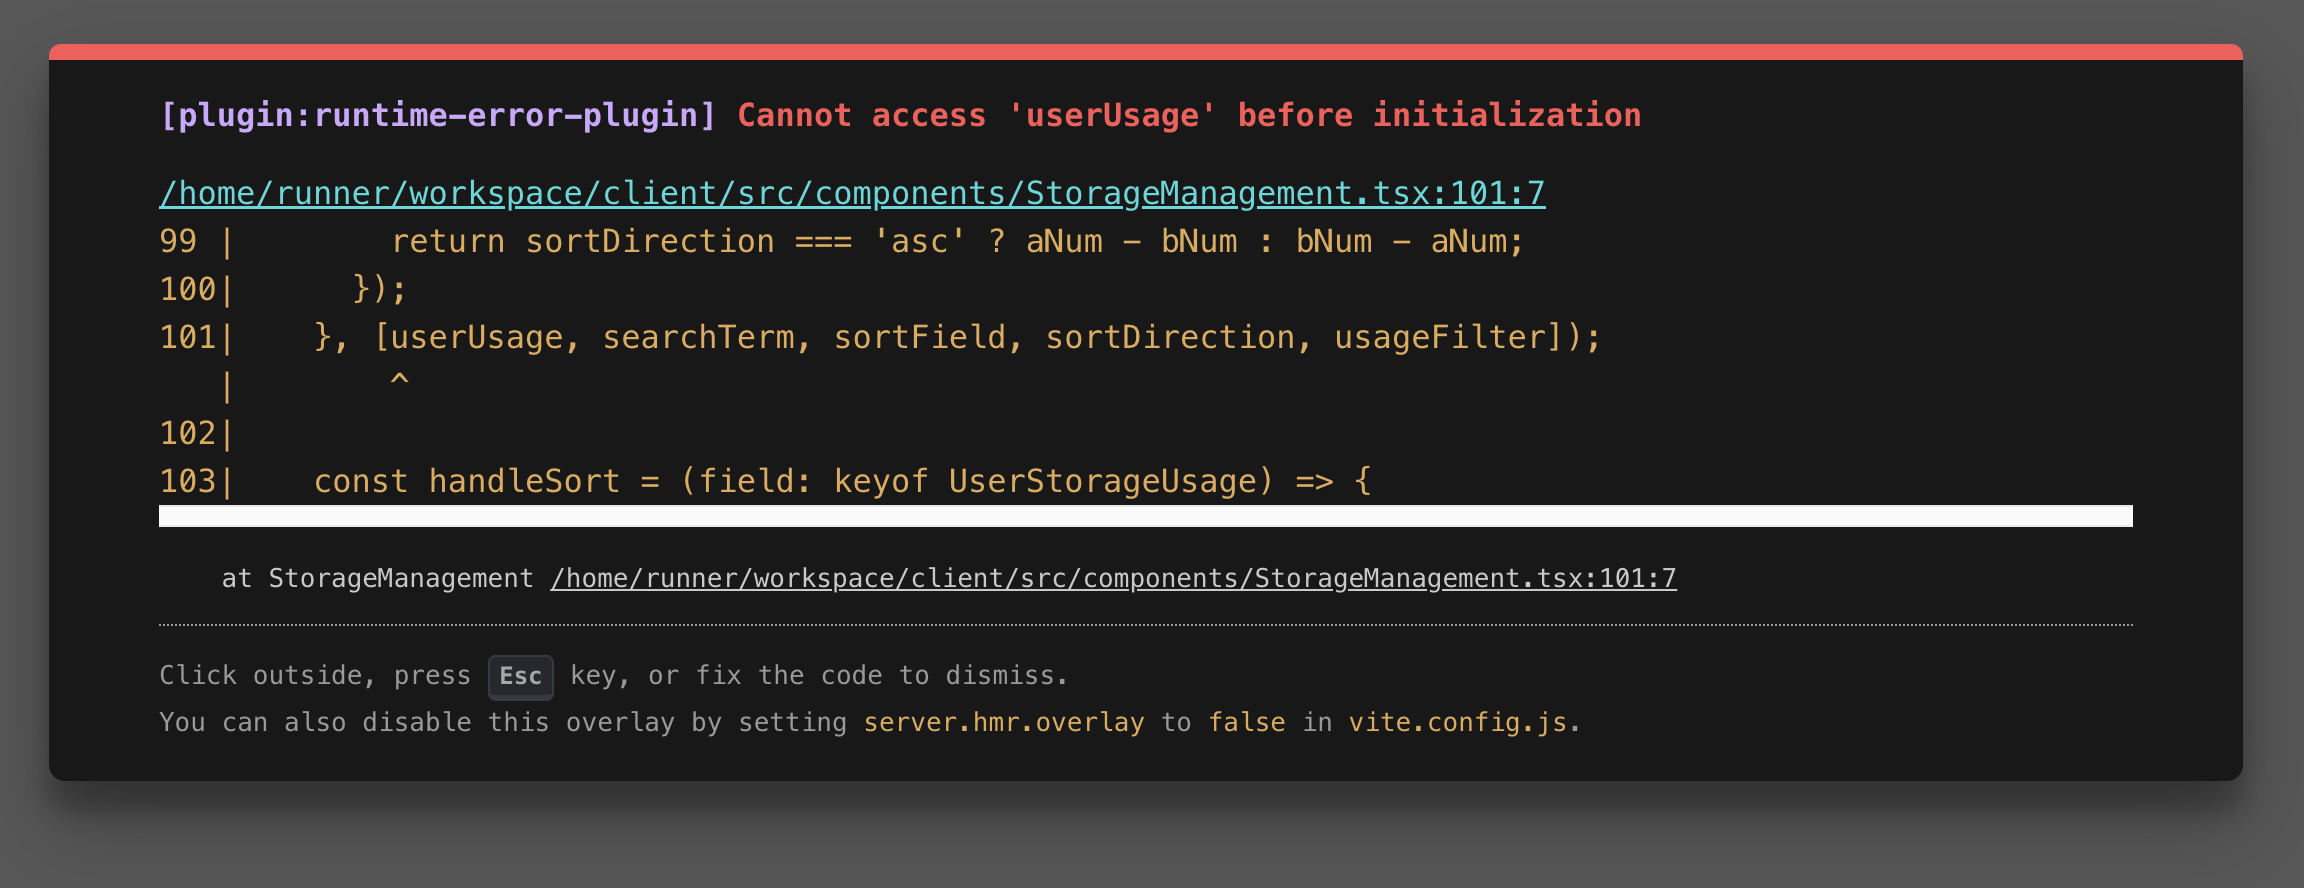 [plugin:runtime-error-plugin] Cannot access 'userUsage' before initialization
/home/runner/workspace/client/src/components/StorageManagement.tsx:101:7
99 |        return sortDirection === 'asc' ? aNum - bNum : bNum - aNum;
100|      });
101|    }, [userUsage, searchTerm, sortField, sortDirection, usageFilter]);
   |        ^
102|
103|    const handleSort = (field: keyof UserStorageUsage) => {
    at StorageManagement /home/runner/workspace/client/src/components/StorageManagement.tsx:101:7
Click outside, press Esc key, or fix the code to dismiss.
You can also disable this overlay by setting server.hmr.overlay to false in vite.config.js.